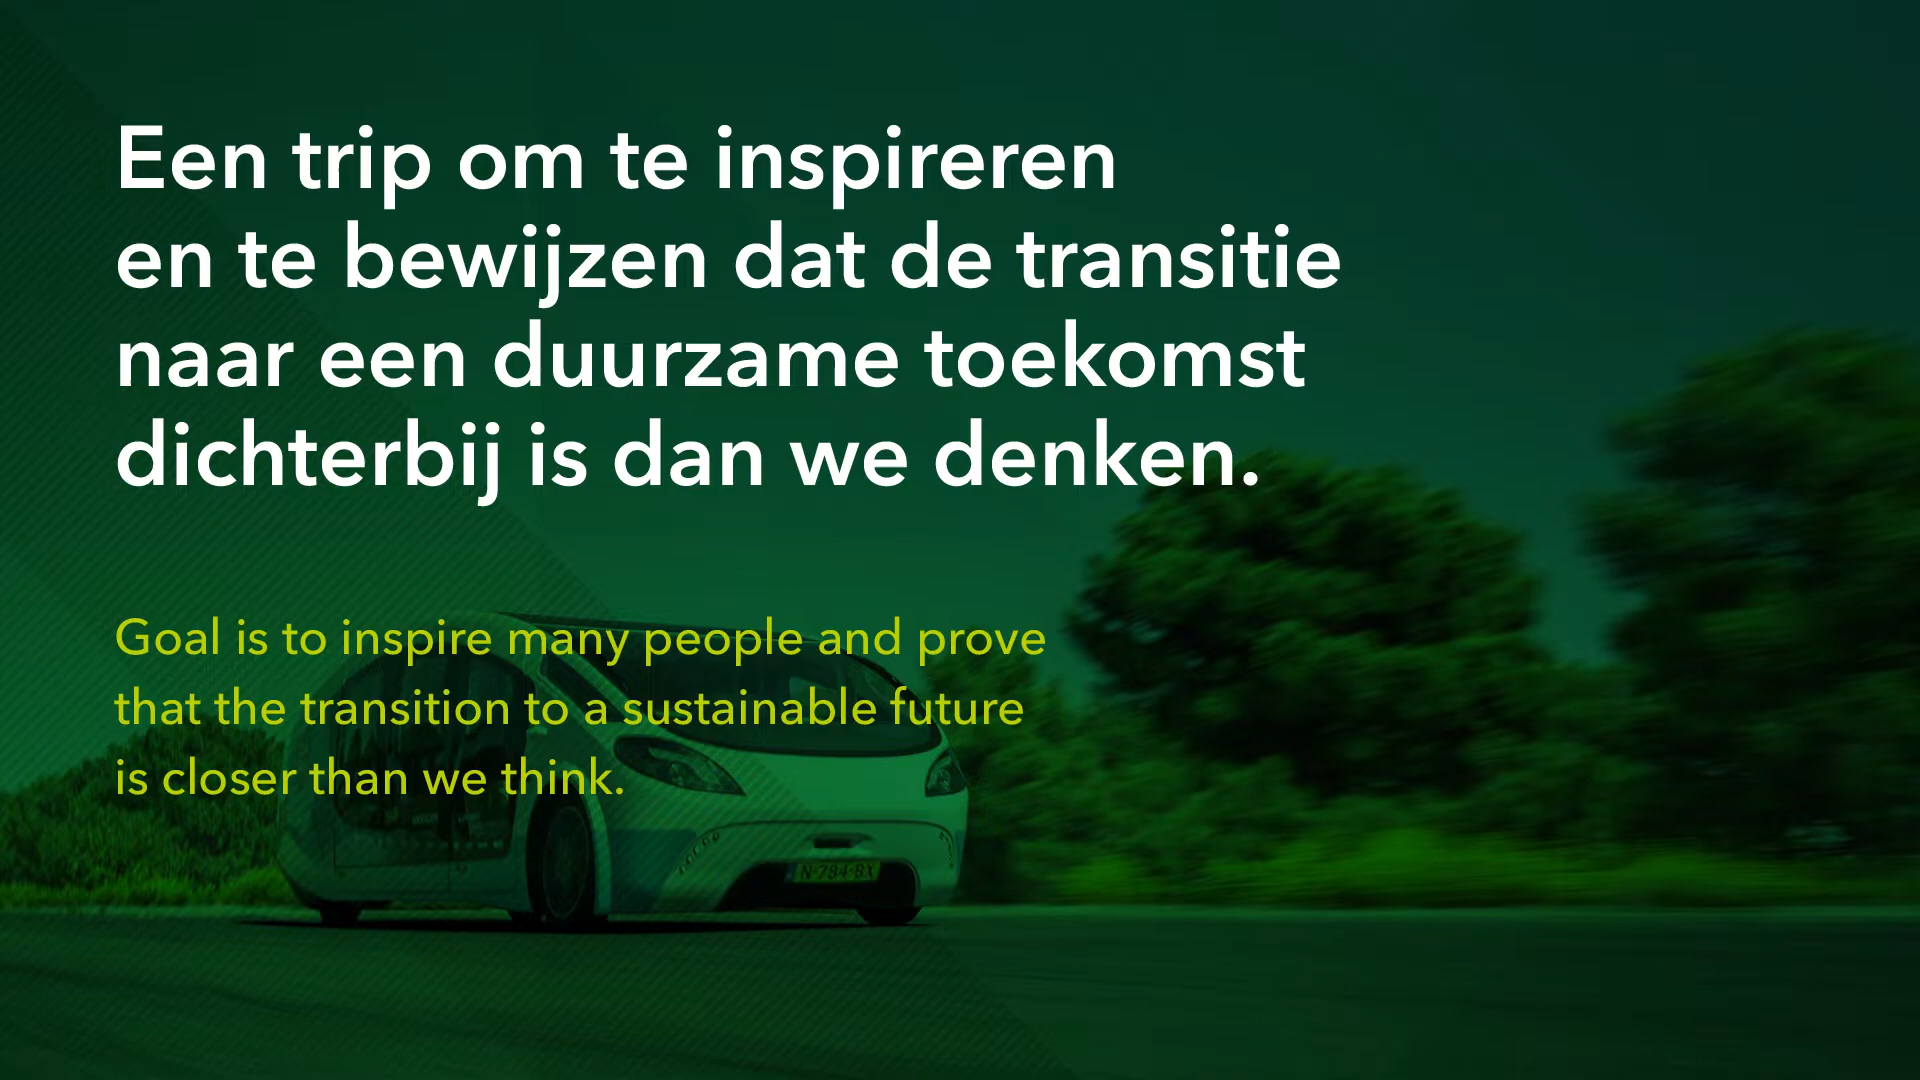 Een trip om te inspireren
en te bewijzen dat de transitie
naar een duurzame toekomst
dichterbij is dan we denken.
Goal is to inspire many people and prove
that the transition to a sustainable future
is closer than we think.
N-784-BX